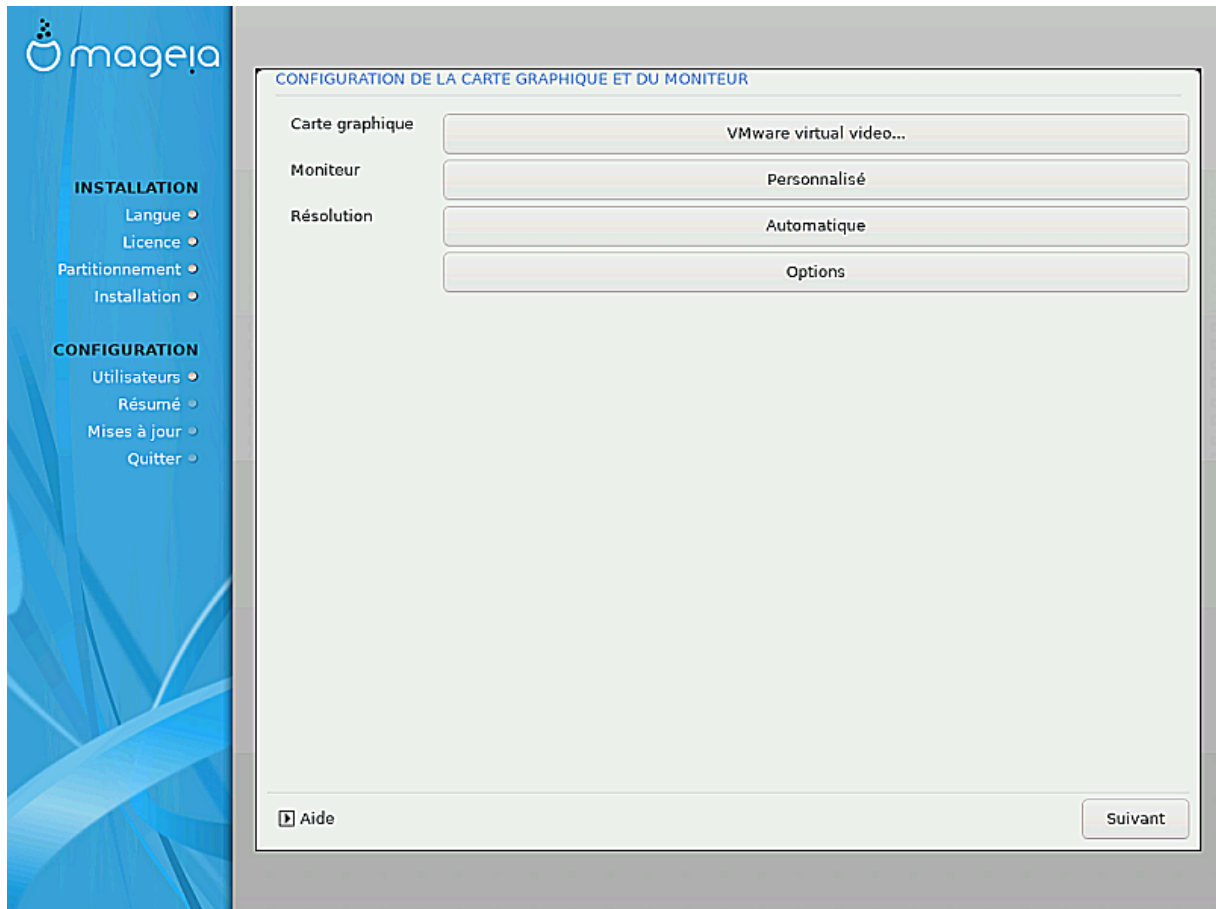 mageia
INSTALLATION
Langue
Licence
Partitionnement
Installation
CONFIGURATION
Utilisateurs
Résumé
Mises à jour
Quitter
CONFIGURATION DE LA CARTE GRAPHIQUE ET DU MONITEUR
Carte graphique
VMware virtual video...
Moniteur
Personnalisé
Résolution
Automatique
Options
Aide
Suivant